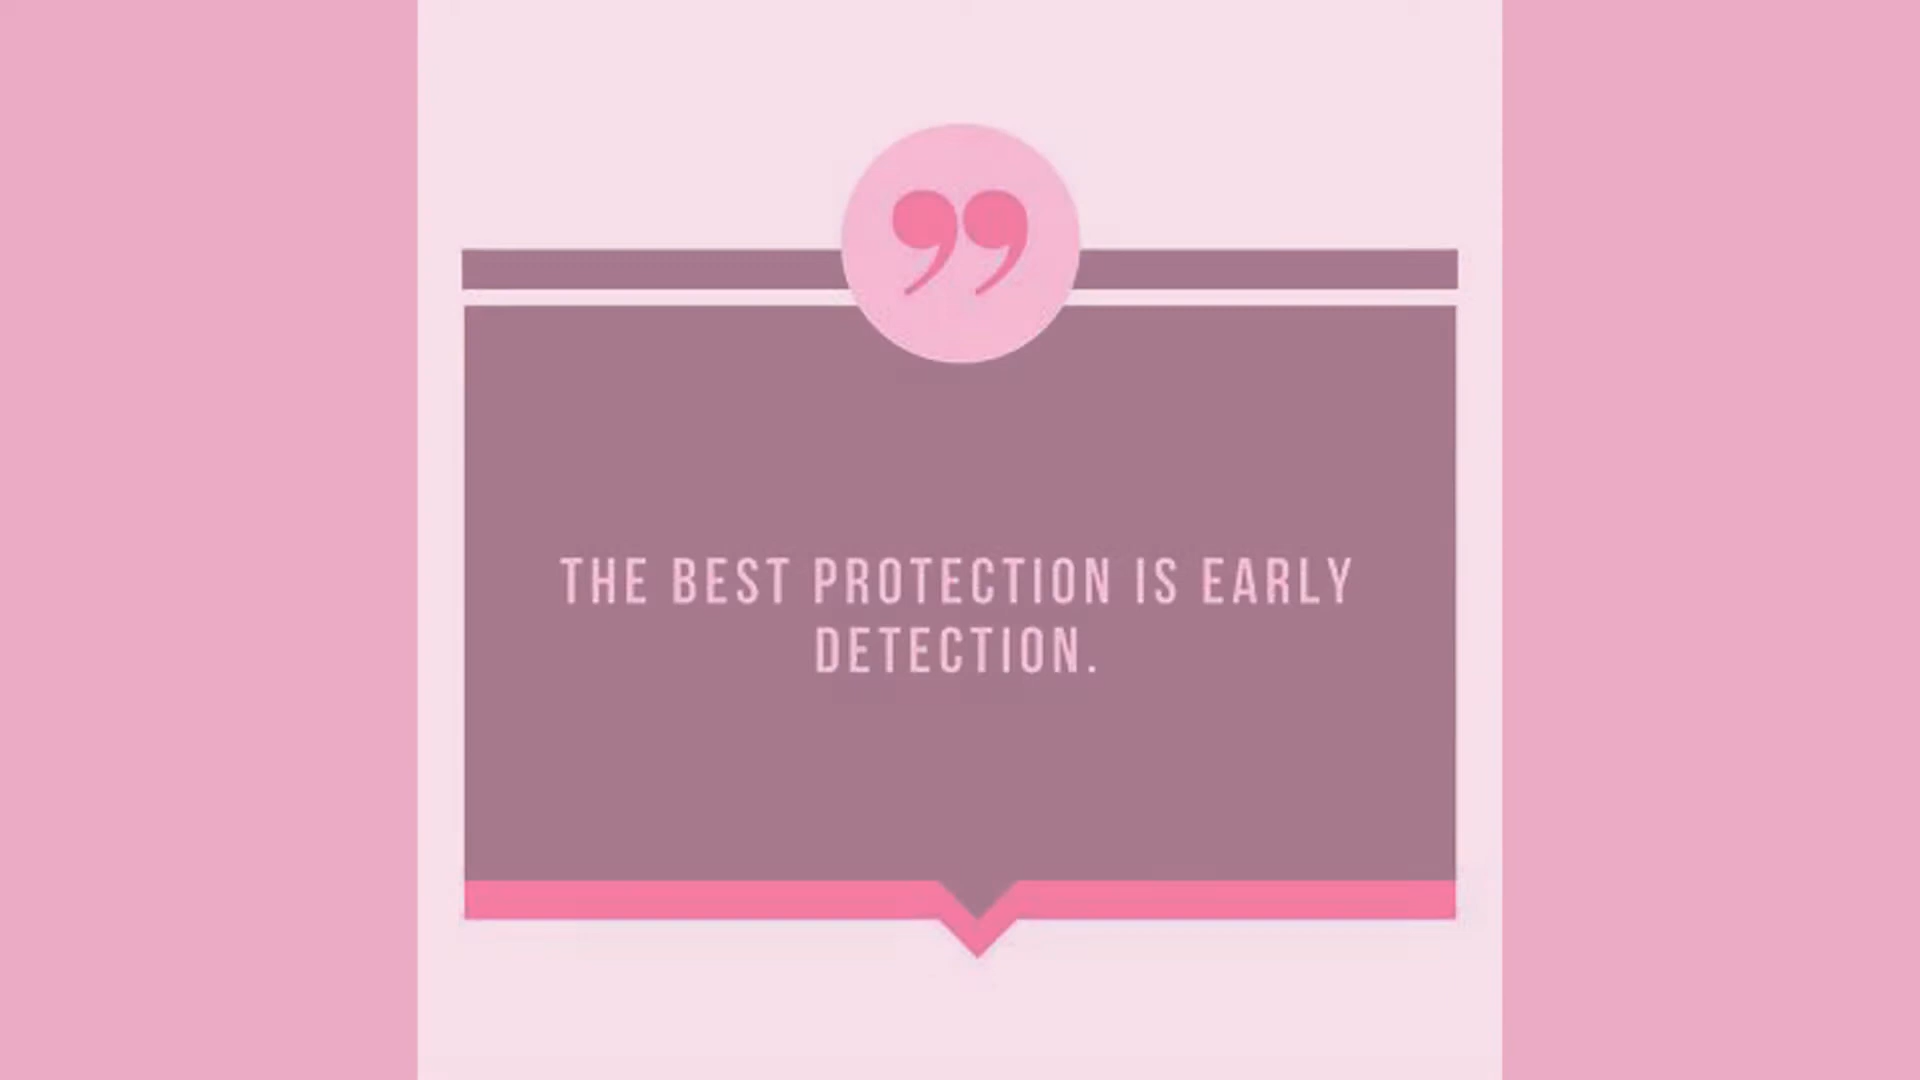 ”
THE BEST PROTECTION IS EARLY
DETECTION.